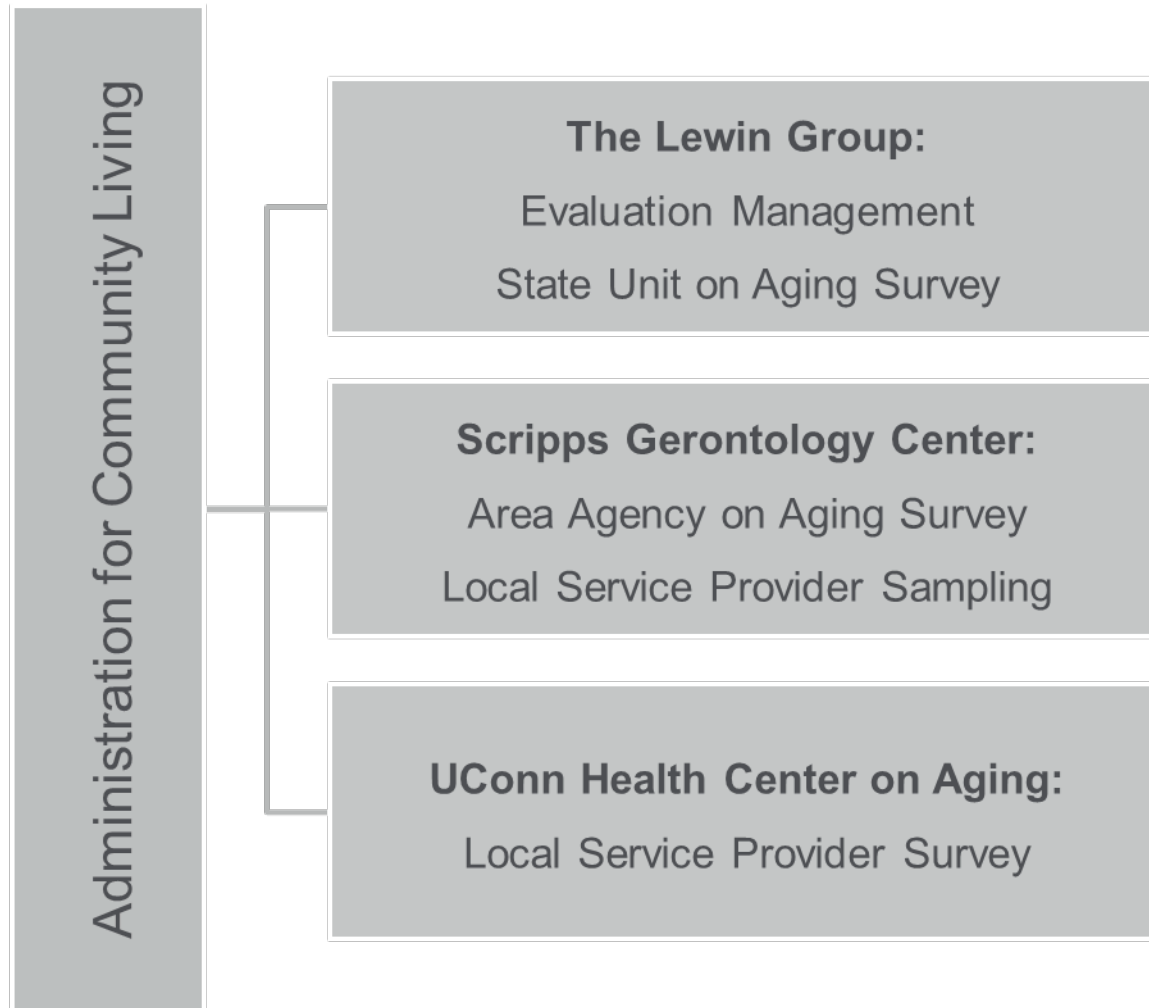 Administration for Community Living
The Lewin Group:
Evaluation Management
State Unit on Aging Survey
Scripps Gerontology Center:
Area Agency on Aging Survey
Local Service Provider Sampling
UConn Health Center on Aging:
Local Service Provider Survey